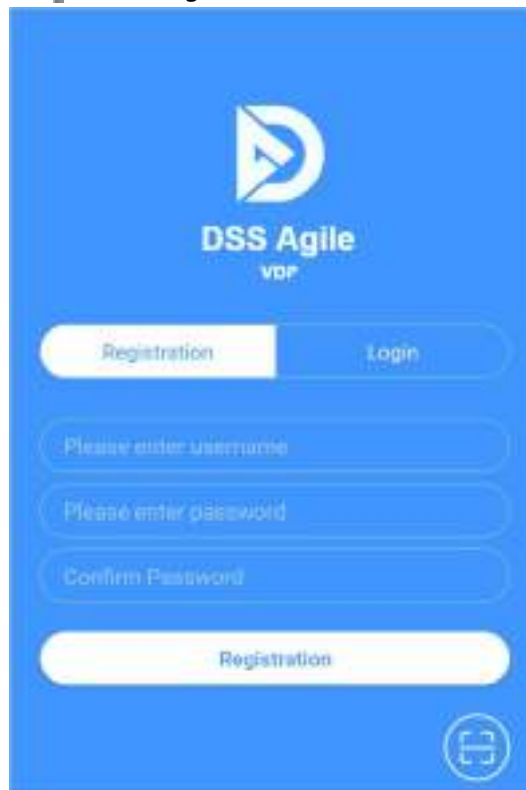 DSS Agile
VDP
Registration Login
Please enter username
Please enter password
Confirm Password
Registration